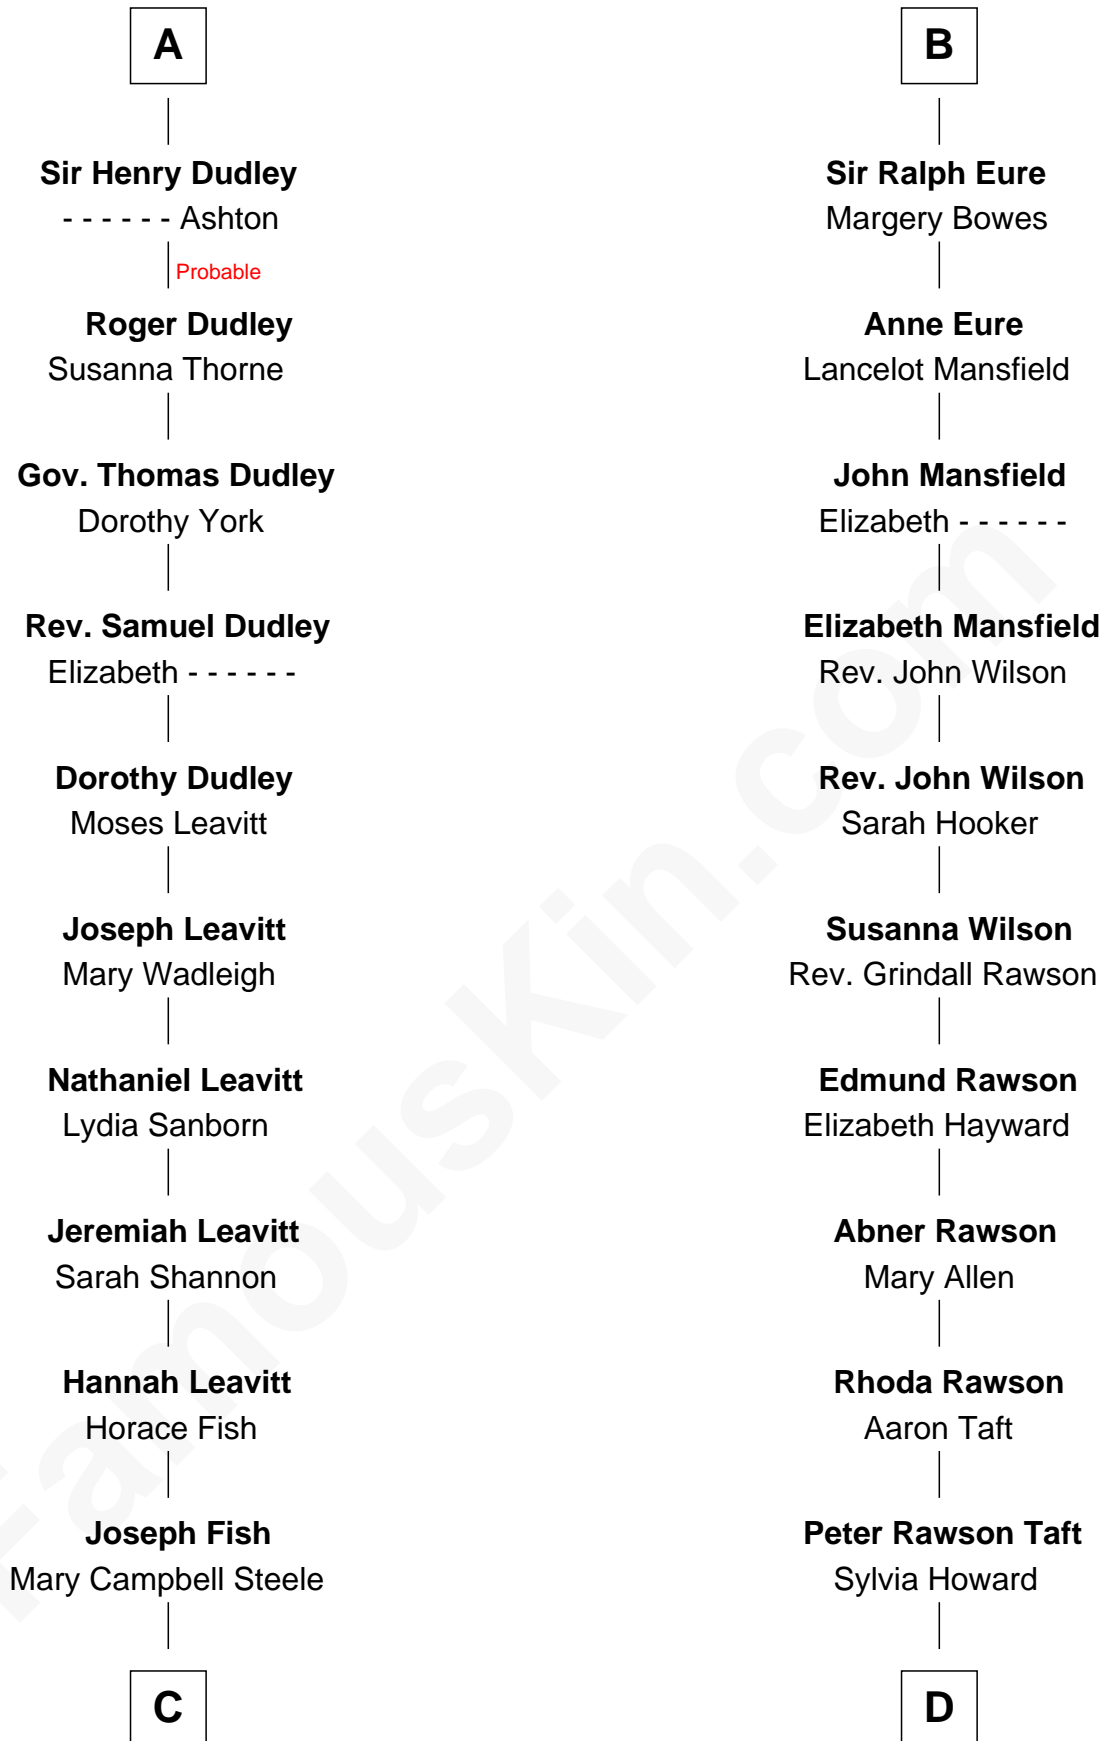 A
Sir Henry Dudley
- - - - - - Ashton
Probable
Roger Dudley
Susanna Thorne
Gov. Thomas Dudley
Dorothy York
Rev. Samuel Dudley
Elizabeth - - - - - -
Dorothy Dudley
Moses Leavitt
Joseph Leavitt
Mary Wadleigh
Nathaniel Leavitt
Lydia Sanborn
Jeremiah Leavitt
Sarah Shannon
Hannah Leavitt
Horace Fish
Joseph Fish
Mary Campbell Steele
C
B
Sir Ralph Eure
Margery Bowes
Anne Eure
Lancelot Mansfield
John Mansfield
Elizabeth - - - - - -
Elizabeth Mansfield
Rev. John Wilson
Rev. John Wilson
Sarah Hooker
Susanna Wilson
Rev. Grindall Rawson
Edmund Rawson
Elizabeth Hayward
Abner Rawson
Mary Allen
Rhoda Rawson
Aaron Taft
Peter Rawson Taft
Sylvia Howard
D
FamousKin.com